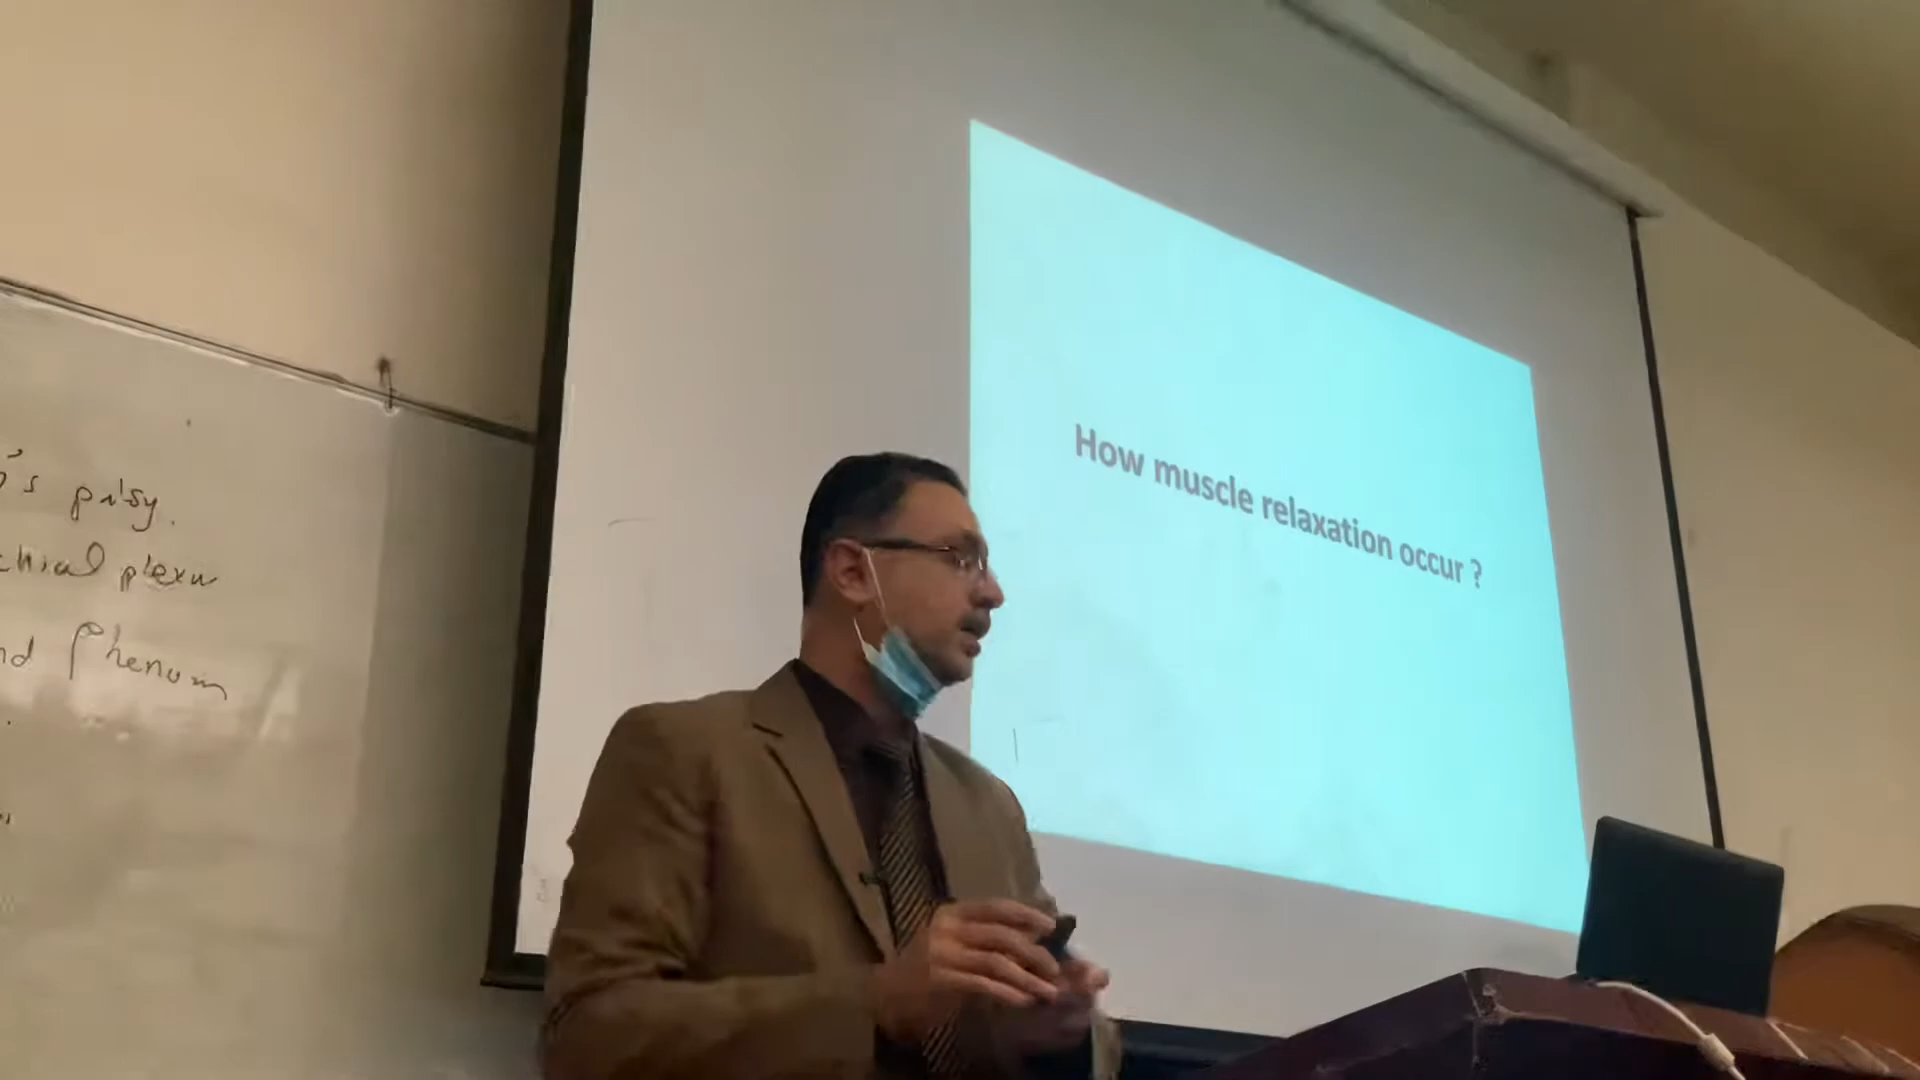 's palsy.
chial plexu
nd Phenom
How muscle relaxation occur ?